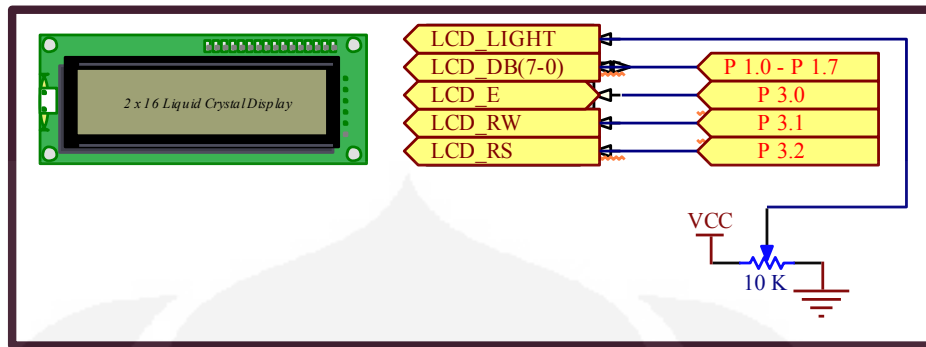 2 x 16 Liquid Crystal Display
LCD_LIGHT
LCD_DB(7-0)
P 1.0 - P 1.7
LCD_E
P 3.0
LCD_RW
P 3.1
LCD_RS
P 3.2
VCC
10 K